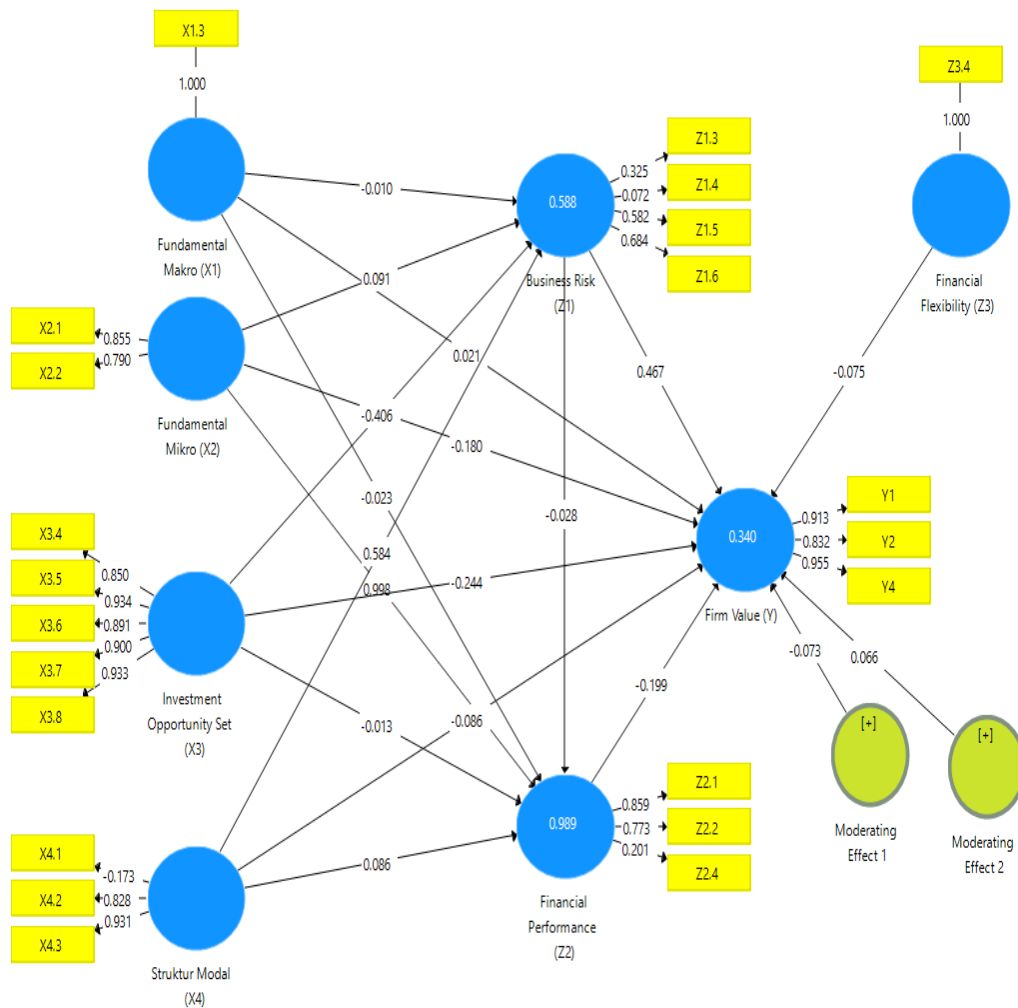 X1.3
Z3.4
1.000
1.000
Z1.3
0.325
Z1.4
-0.010
0.072
0.588
0.582
Z1.5
0.684
Fundamental
Makro (X1)
Z1.6
Business Risk
(Z1)
Financial
Flexibility (Z3)
0.091
X2.1
0.855
X2.2
0.790
0.021
0.467
-0.075
Fundamental
Mikro (X2)
-0.406
-0.180
Y1
0.913
-0.023
-0.028
0.340
0.832
Y2
0.955
Y4
X3.4
0.584
0.850
X3.5
0.934
0.998
-0.244
X3.6
0.891
Firm Value (Y)
X3.7
0.900
0.933
-0.073
0.066
X3.8
Investment
Opportunity Set
(X3)
-0.199
-0.013
-0.086
[+]
[+]
Z2.1
0.859
0.989
0.773
Z2.2
0.201
Z2.4
Moderating
Effect 1
Moderating
Effect 2
X4.1
-0.173
0.086
X4.2
0.828
0.931
X4.3
Financial
Performance
(Z2)
Struktur Modal
(X4)